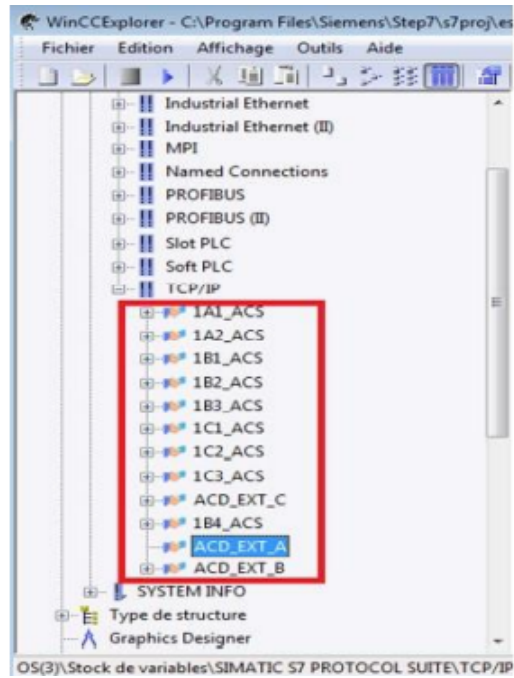 WinCCExplorer - C:\Program Files\Siemens\Step7\s7proj\es
Fichier Edition Affichage Outils Aide
Industrial Ethernet
Industrial Ethernet (II)
MPI
Named Connections
PROFIBUS
PROFIBUS (II)
Slot PLC
Soft PLC
TCP/IP
1A1_ACS
1A2_ACS
1B1_ACS
1B2_ACS
1B3_ACS
1C1_ACS
1C2_ACS
1C3_ACS
ACD_EXT_C
1B4_ACS
ACD_EXT_A
ACD_EXT_B
SYSTEM INFO
Type de structure
Graphics Designer
OS(3)\Stock de variables\SIMATIC S7 PROTOCOL SUITE\TCP/IP